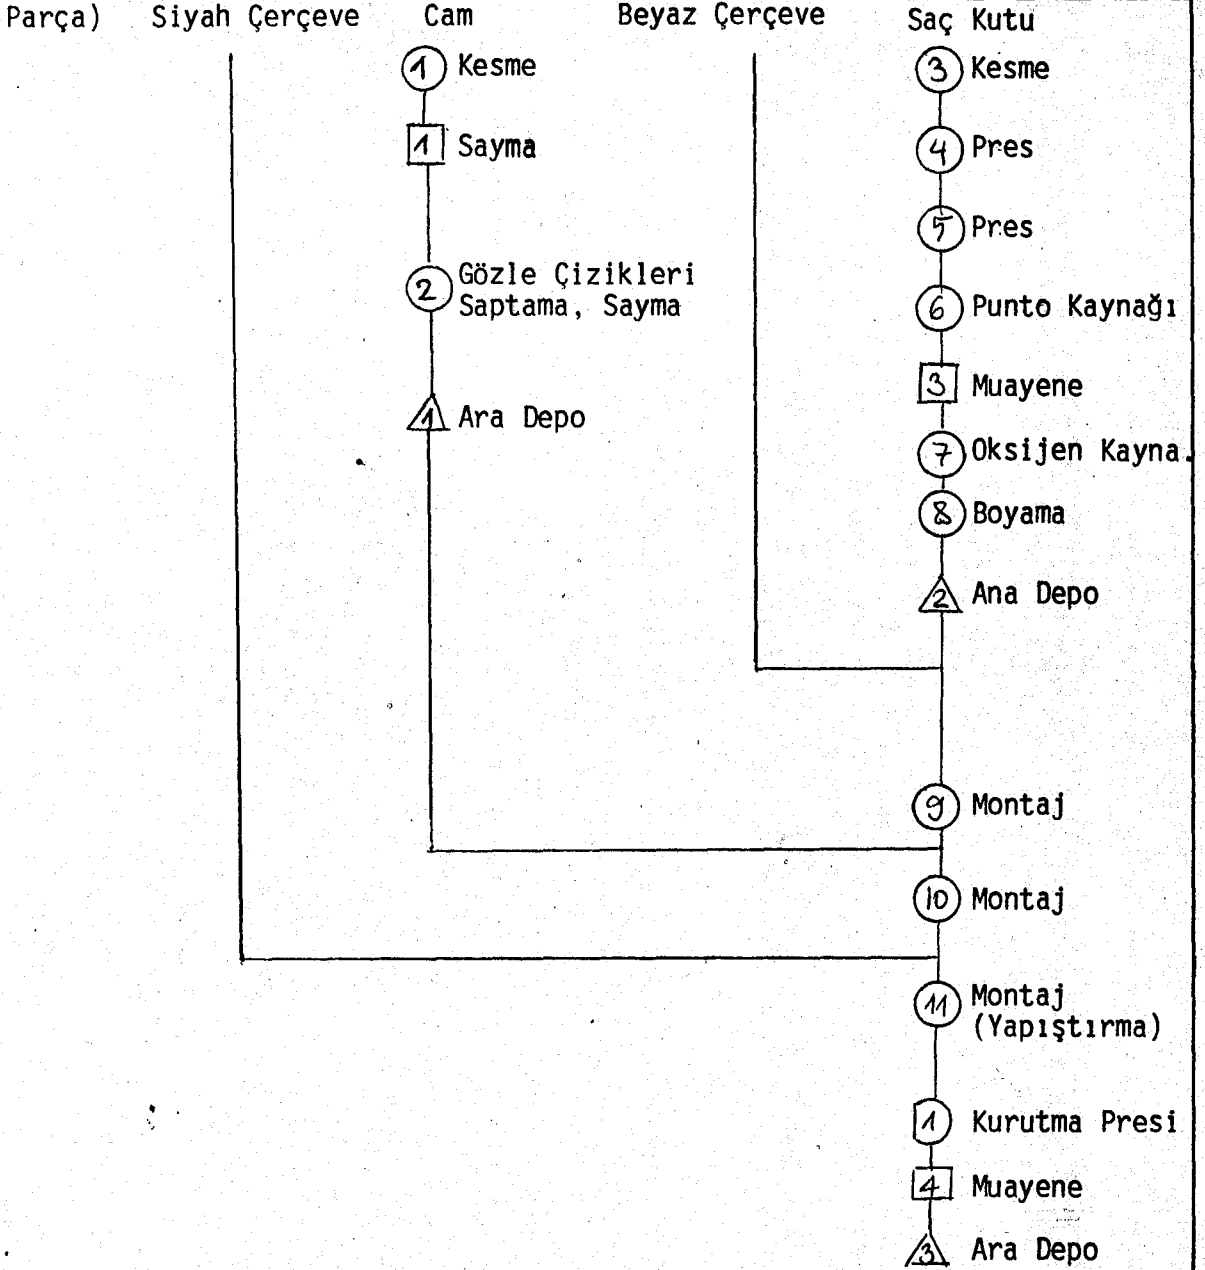 Parça) Siyah Çerçeve Cam Beyaz Çerçeve Saç Kutu
1 Kesme
1 Sayma
2 Gözle Çizikleri
Saptama, Sayma
1 Ara Depo
3 Kesme
4 Pres
5 Pres
6 Punto Kaynağı
3 Muayene
7 Oksijen Kayna.
8 Boyama
2 Ana Depo
9 Montaj
10 Montaj
11 Montaj
(Yapıştırma)
1 Kurutma Presi
4 Muayene
3 Ara Depo